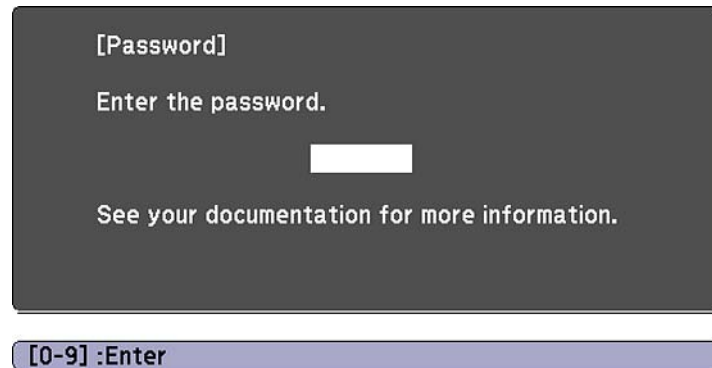 [Password]
Enter the password.
See your documentation for more information.
[0-9] :Enter